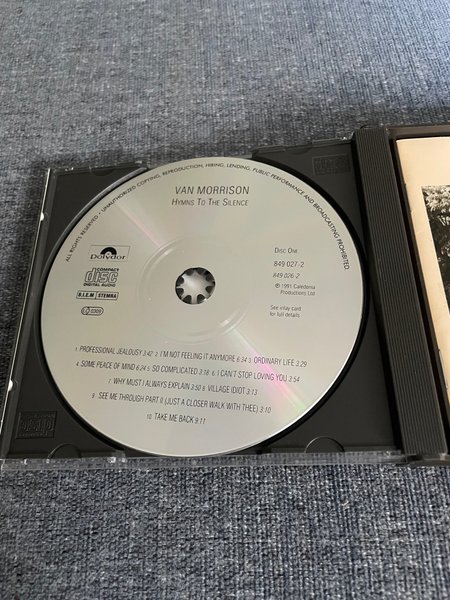 ALL RIGHTS RESERVED • UNAUTHORIZED COPYING, REPRODUCTION, HIRING, LENDING, PUBLIC PERFORMANCE AND BROADCASTING PROHIBITED
VAN MORRISON
HYMNS TO THE SILENCE
polydor
COMPACT
disc
DIGITAL AUDIO
B.I.E.M STEMRA
LC 0309
DISC ONE
849 027-2
849 026-2
℗ 1991 Caledonia
Productions Ltd
See inlay card
for full details
1 PROFESSIONAL JEALOUSY 3:42 2 I'M NOT FEELING IT ANYMORE 6:34 3 ORDINARY LIFE 3:29
4 SOME PEACE OF MIND 6:24 5 SO COMPLICATED 3:18 6 I CAN'T STOP LOVING YOU 3:54
7 WHY MUST I ALWAYS EXPLAIN 3:50 8 VILLAGE IDIOT 3:13
9 SEE ME THROUGH PART II (JUST A CLOSER WALK WITH THEE) 3:10
10 TAKE ME BACK 9:11